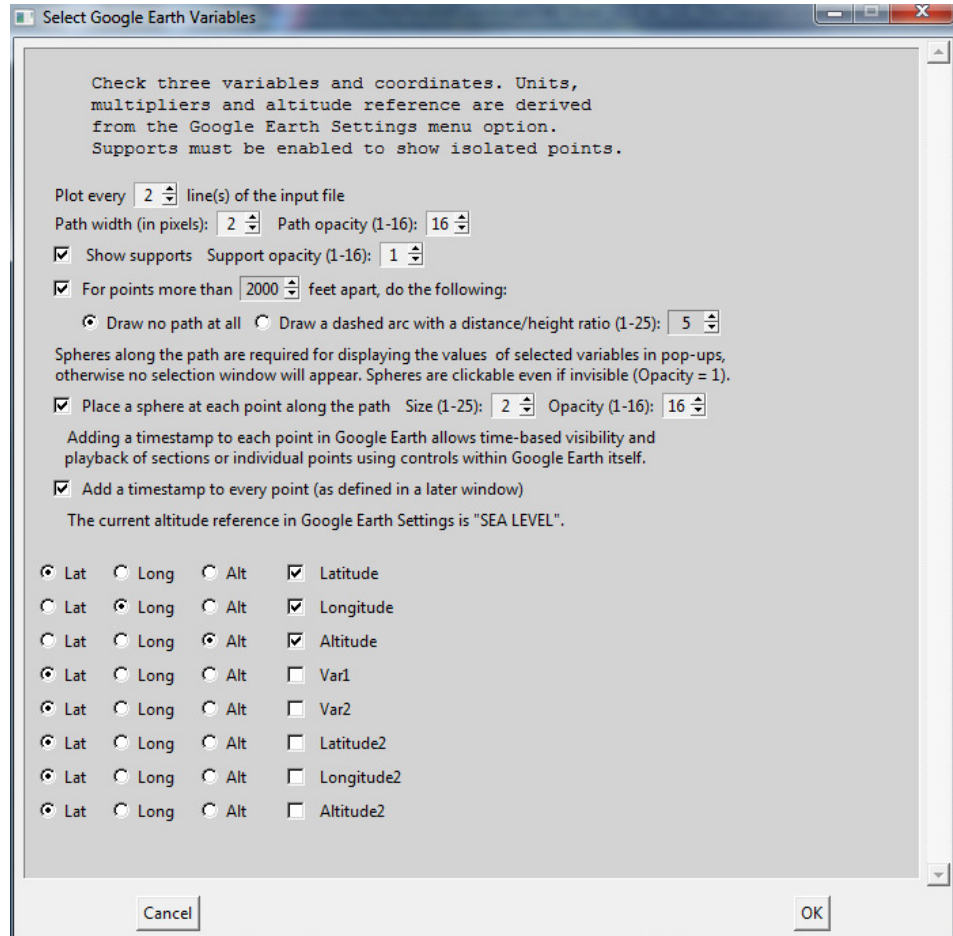 Select Google Earth Variables
Check three variables and coordinates. Units,
multipliers and altitude reference are derived
from the Google Earth Settings menu option.
Supports must be enabled to show isolated points.
Plot every 2 line(s) of the input file
Path width (in pixels): 2 Path opacity (1-16): 16
Show supports Support opacity (1-16): 1
For points more than 2000 feet apart, do the following:
Draw no path at all Draw a dashed arc with a distance/height ratio (1-25): 5
Spheres along the path are required for displaying the values of selected variables in pop-ups,
otherwise no selection window will appear. Spheres are clickable even if invisible (Opacity = 1).
Place a sphere at each point along the path Size (1-25): 2 Opacity (1-16): 16
Adding a timestamp to each point in Google Earth allows time-based visibility and
playback of sections or individual points using controls within Google Earth itself.
Add a timestamp to every point (as defined in a later window)
The current altitude reference in Google Earth Settings is "SEA LEVEL".
Lat Long Alt Latitude
Lat Long Alt Longitude
Lat Long Alt Altitude
Lat Long Alt Var1
Lat Long Alt Var2
Lat Long Alt Latitude2
Lat Long Alt Longitude2
Lat Long Alt Altitude2
Cancel OK